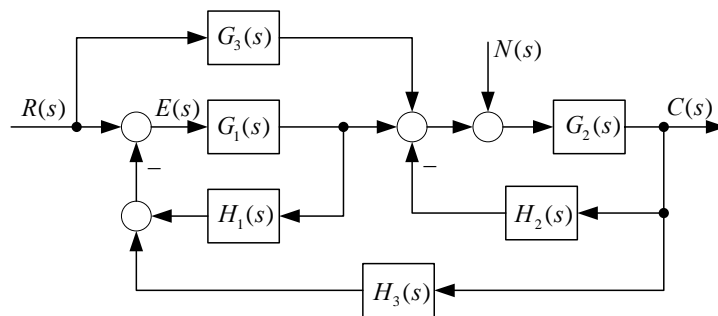 G₃(s)
N(s)
R(s)
E(s)
G₁(s)
G₂(s)
C(s)
−
−
H₁(s)
H₂(s)
H₃(s)